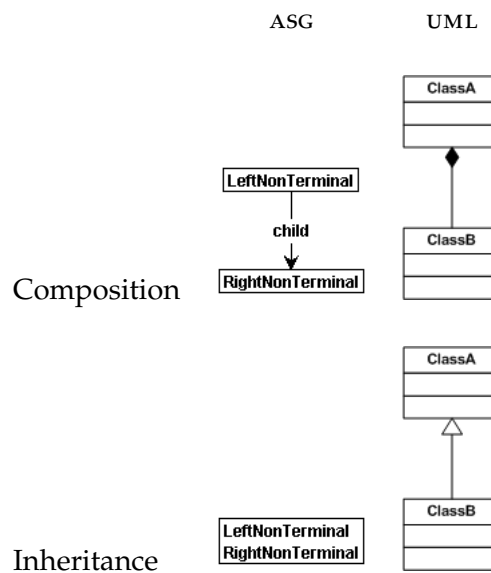 ASG UML
ClassA
LeftNonTerminal
child
ClassB
RightNonTerminal
Composition
ClassA
ClassB
LeftNonTerminal
RightNonTerminal
Inheritance